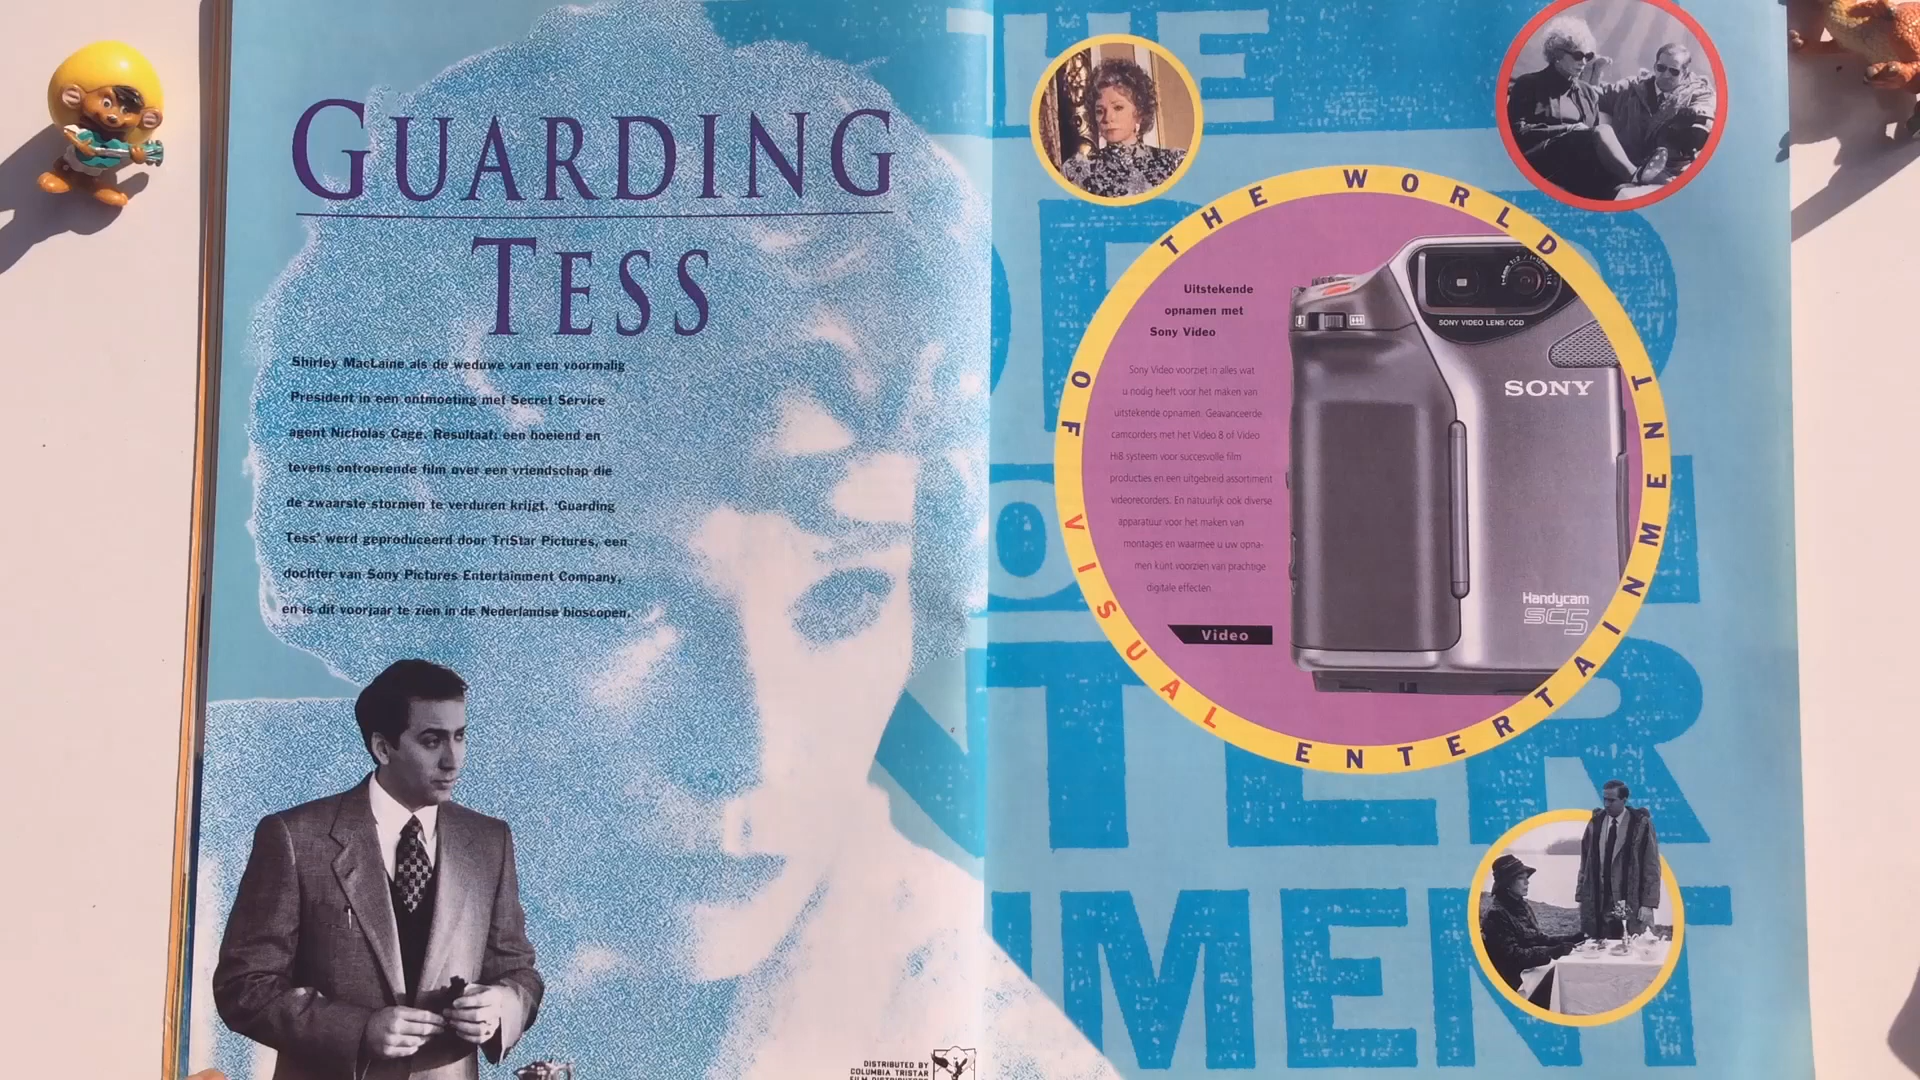 GUARDING
TESS
Shirley MacLaine als de weduwe van een voormalig
President in een ontmoeting met Secret Service
agent Nicholas Cage. Resultaat: een boeiend en
tevens ontroerende film over een vriendschap die
de zwaarste stormen te verduren krijgt. 'Guarding
Tess' werd geproduceerd door TriStar Pictures, een
dochter van Sony Pictures Entertainment Company,
en is dit voorjaar te zien in de Nederlandse bioscopen.
DISTRIBUTED BY
COLUMBIA TRISTAR
FILM
THE
OF
ENTER
MENT
THE WORLD
OF VISUAL ENTERTAINMENT
Uitstekende
opnamen met
Sony Video
Sony Video voorziet in alles wat
u nodig heeft voor het maken van
uitstekende opnamen. Geavanceerde
camcorders met het Video 8 of Video
Hi8 systeem voor succesvolle film
producties en een uitgebreid assortiment
videorecorders. En natuurlijk ook diverse
apparatuur voor het maken van
montages en waarmee u uw opna-
men kunt voorzien van prachtige
digitale effecten.
Video
SONY VIDEO LENS/CCD
SONY
Handycam
SC5